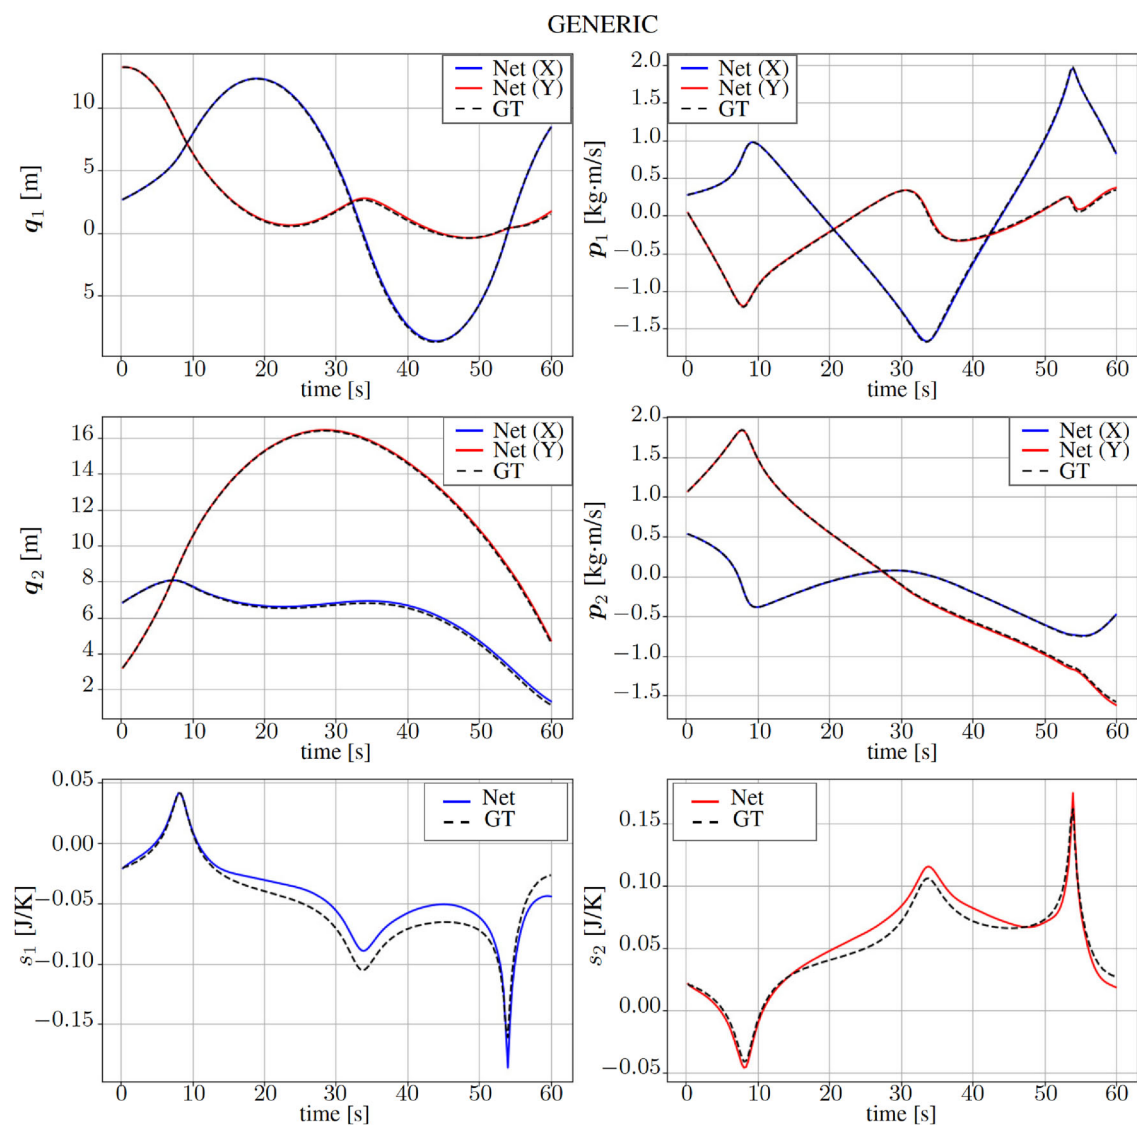 GENERIC
q₁ [m]
10
5
0
5
Net (X)
Net (Y)
GT
0 10 20 30 40 50 60
time [s]
p₁ [kg·m/s]
2.0
1.5
1.0
0.5
0.0
−1.0
−1.0
−1.5
Net (X)
Net (Y)
GT
0 10 20 30 40 50 60
time [s]
q₂ [m]
16
14
12
10
8
6
4
2
Net (X)
Net (Y)
GT
0 10 20 30 40 50 60
time [s]
p₂ [kg·m/s]
2.0
1.5
1.0
0.5
0.0
−0.5
−1.0
−1.5
Net (X)
Net (Y)
GT
0 10 20 30 40 50 60
time [s]
s₁ [J/K]
0.05
0.00
−0.05
−0.10
−0.15
Net
GT
0 10 20 30 40 50 60
time [s]
s₂ [J/K]
0.15
0.10
0.05
0.00
−0.05
Net
GT
0 10 20 30 40 50 60
time [s]